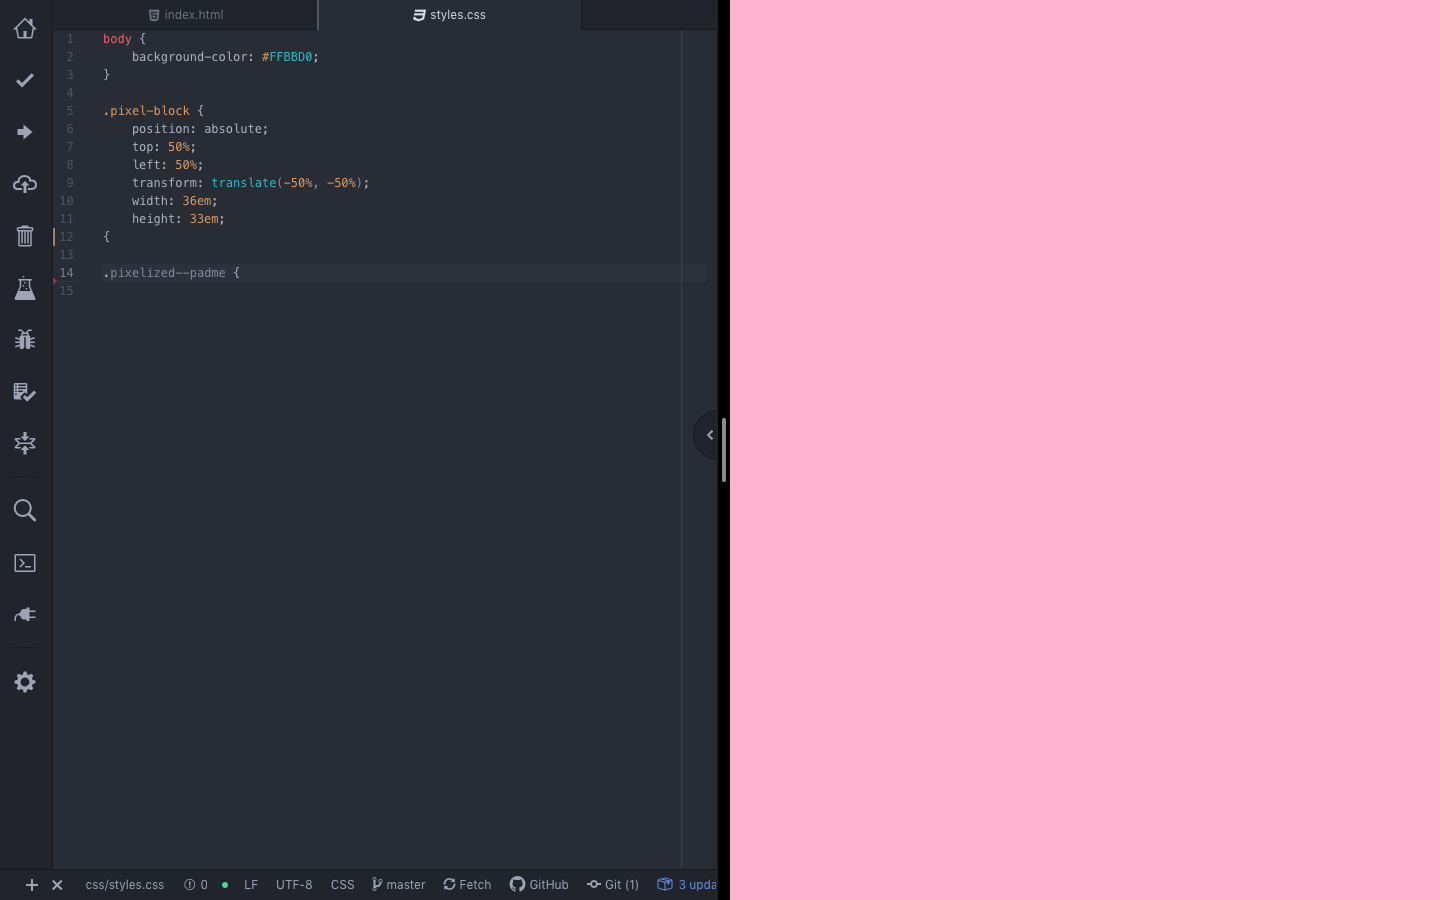 index.html
styles.css
1 body {
2     background-color: #FFBBD0;
3 }
4
5 .pixel-block {
6     position: absolute;
7     top: 50%;
8     left: 50%;
9     transform: translate(-50%, -50%);
10     width: 36em;
11     height: 33em;
12 {
13
14 .pixelized--padme {
15
css/styles.css 0 LF UTF-8 CSS master Fetch GitHub Git (1) 3 upda